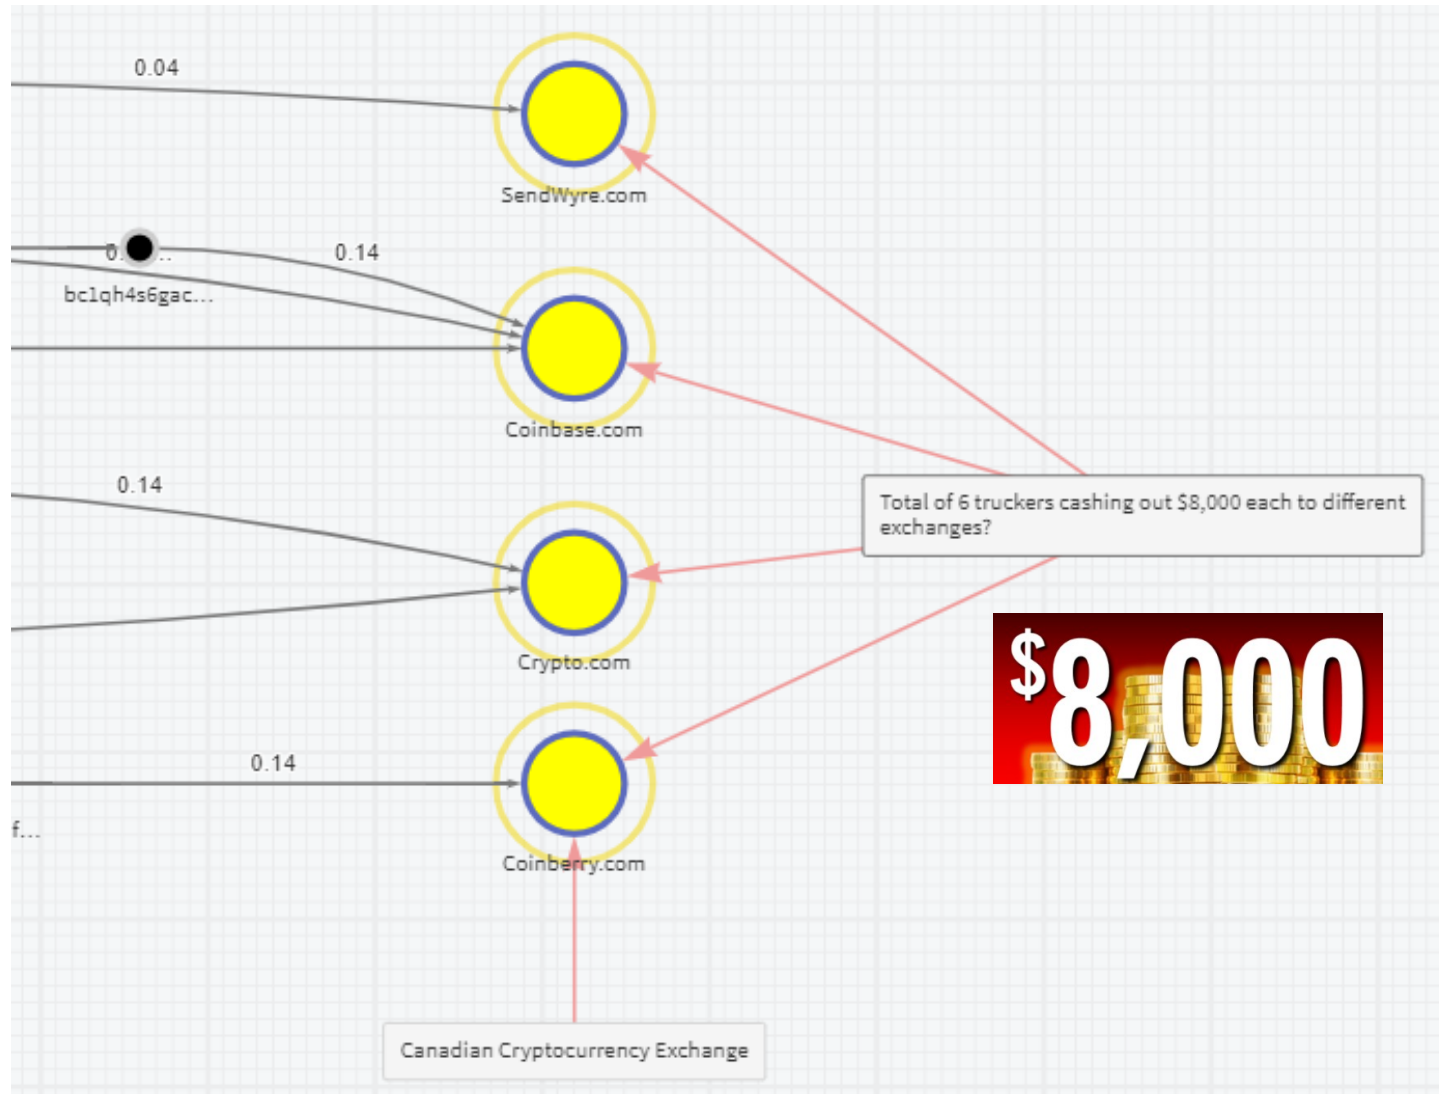 0.04
SendWyre.com
0.14
bc1qh4s6gac...
Coinbase.com
0.14
Total of 6 truckers cashing out $8,000 each to different
exchanges?
$8,000
Crypto.com
0.14
f...
Coinberry.com
Canadian Cryptocurrency Exchange